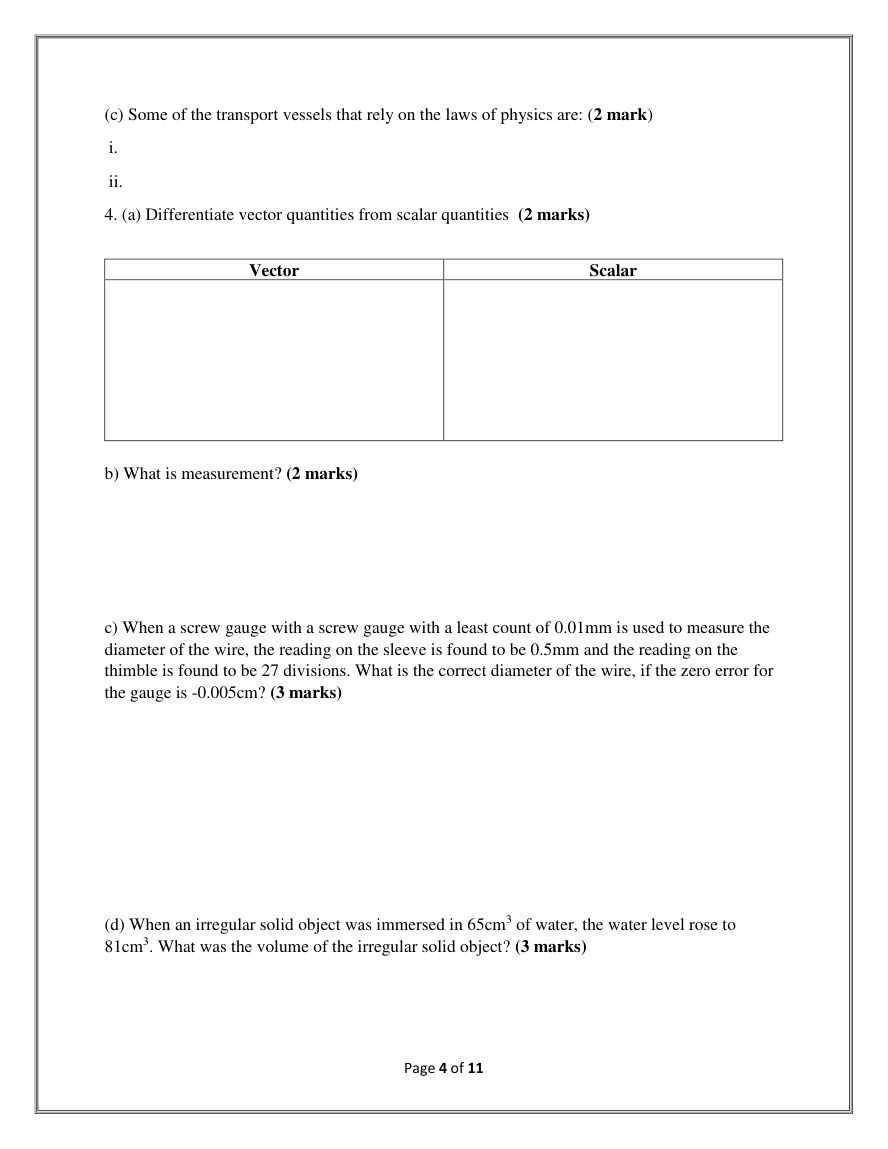 (c) Some of the transport vessels that rely on the laws of physics are: (2 mark)
i.
ii.
4. (a) Differentiate vector quantities from scalar quantities (2 marks)
Vector Scalar
b) What is measurement? (2 marks)
c) When a screw gauge with a screw gauge with a least count of 0.01mm is used to measure the
diameter of the wire, the reading on the sleeve is found to be 0.5mm and the reading on the
thimble is found to be 27 divisions. What is the correct diameter of the wire, if the zero error for
the gauge is -0.005cm? (3 marks)
(d) When an irregular solid object was immersed in 65cm³ of water, the water level rose to
81cm³. What was the volume of the irregular solid object? (3 marks)
Page 4 of 11